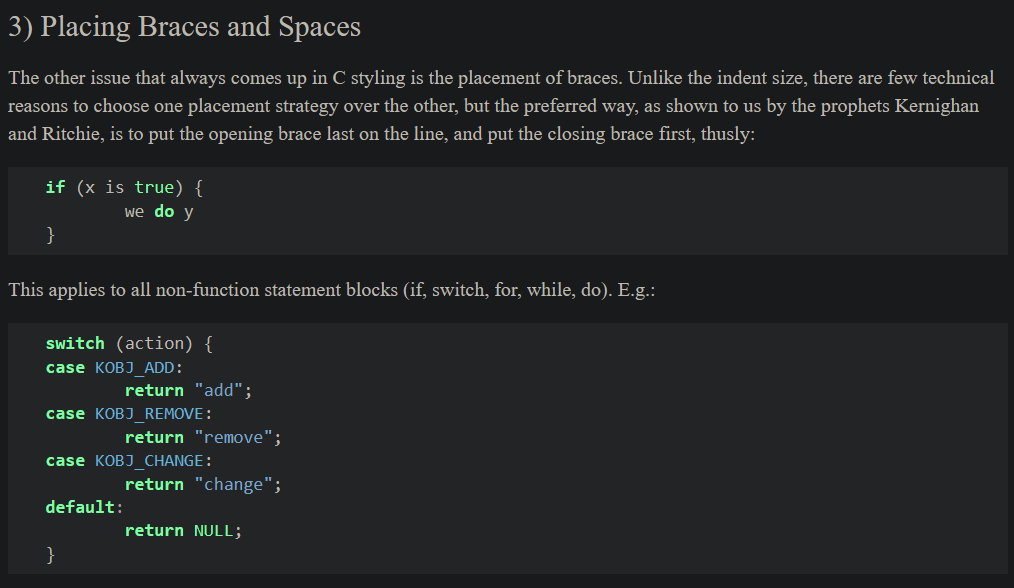 3) Placing Braces and Spaces
The other issue that always comes up in C styling is the placement of braces. Unlike the indent size, there are few technical
reasons to choose one placement strategy over the other, but the preferred way, as shown to us by the prophets Kernighan
and Ritchie, is to put the opening brace last on the line, and put the closing brace first, thusly:
if (x is true) {
        we do y
}
This applies to all non-function statement blocks (if, switch, for, while, do). E.g.:
switch (action) {
case KOBJ_ADD:
        return "add";
case KOBJ_REMOVE:
        return "remove";
case KOBJ_CHANGE:
        return "change";
default:
        return NULL;
}